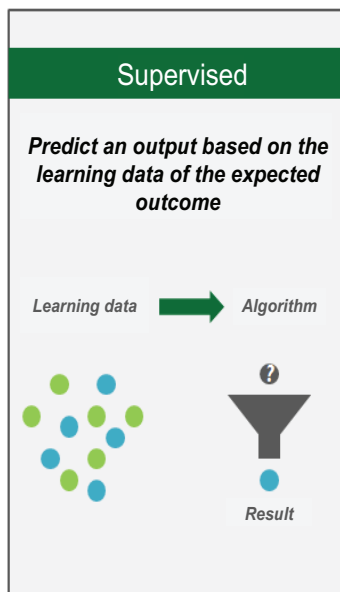 Supervised
Predict an output based on the
learning data of the expected
outcome
Learning data
Algorithm
?
Result